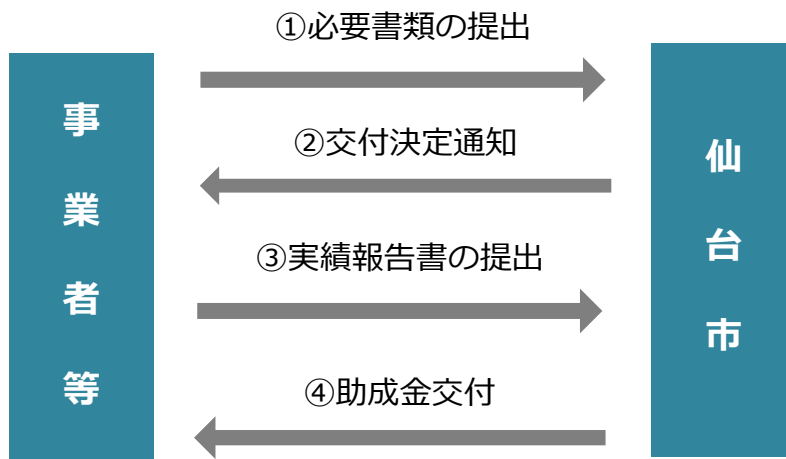 ①必要書類の提出
事業者等
②交付決定通知
仙台市
③実績報告書の提出
④助成金交付